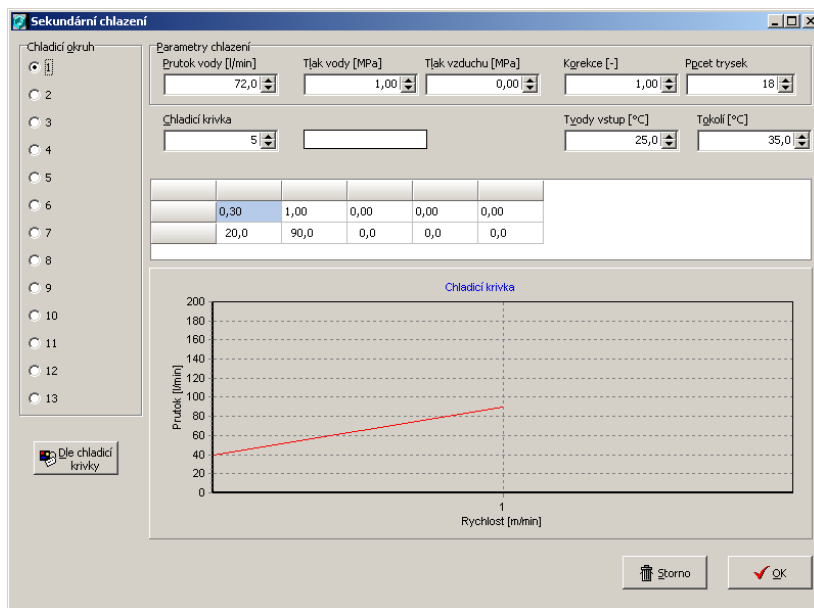 Sekundární chlazení
Chladicí okruh
1
2
3
4
5
6
7
8
9
10
11
12
13
Dle chladicí
krivky
Parametry chlazení
Prutok vody [l/min] Tlak vody [MPa] Tlak vzduchu [MPa] Korekce [-] Pocet trysek
72,0 1,00 0,00 1,00 18
Chladicí krivka Tvody vstup [°C] Tokolí [°C]
5 25,0 35,0
0,30 1,00 0,00 0,00 0,00
20,0 90,0 0,0 0,0 0,0
Chladicí krivka
200
180
160
140
120
100
80
60
40
20
0
Prutok [l/min]
1
Rychlost [m/min]
Storno OK